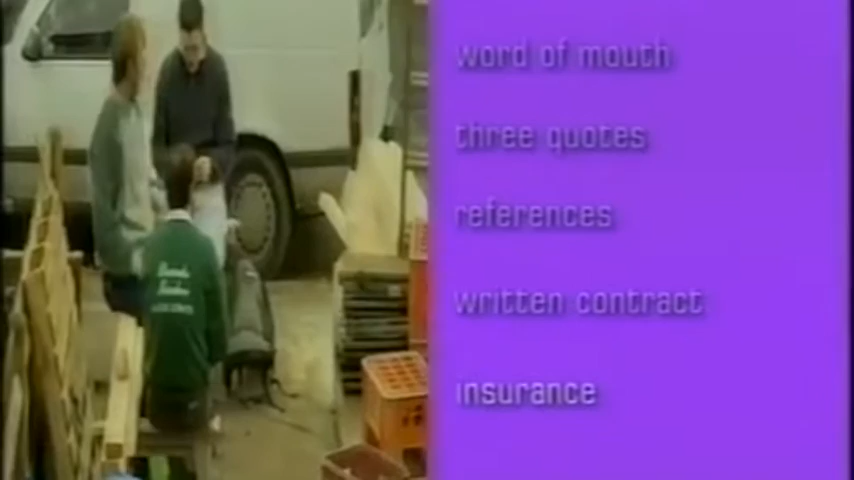 word of mouth
three quotes
references
written contract
insurance